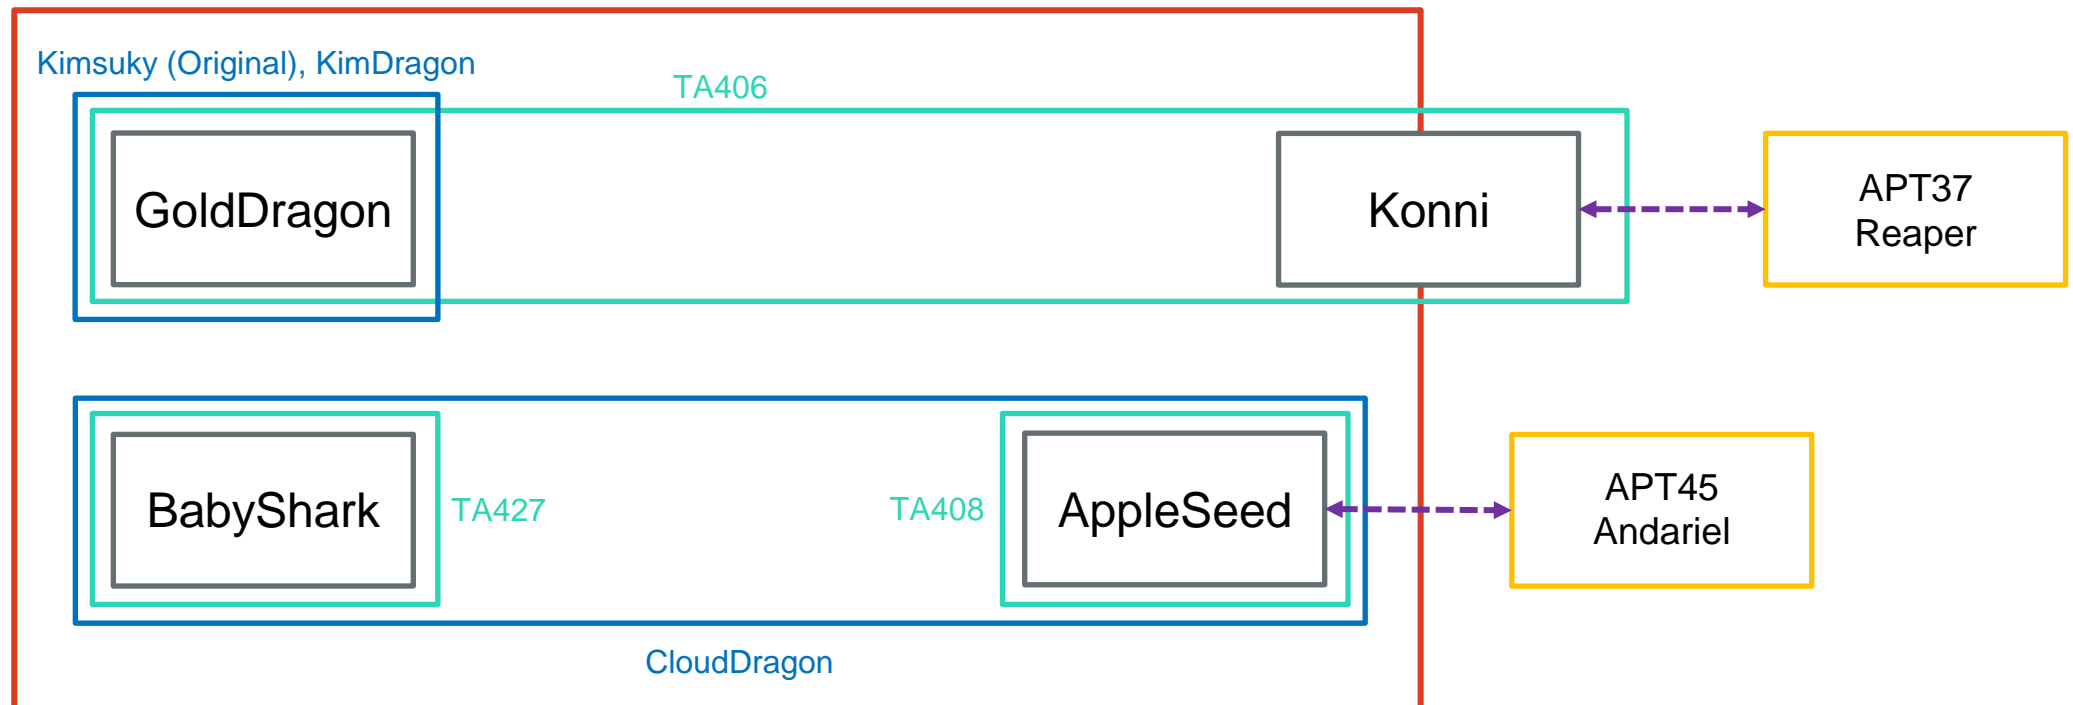 Kimsuky (Original), KimDragon
TA406
GoldDragon
Konni
APT37
Reaper
BabyShark
TA427
TA408
AppleSeed
APT45
Andariel
CloudDragon